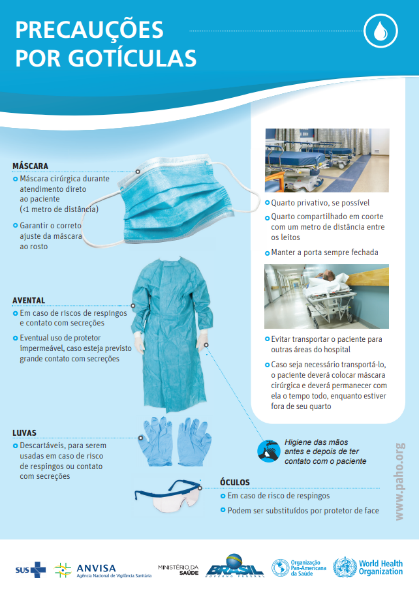 PRECAUÇÕES
POR GOTÍCULAS
MÁSCARA
Máscara cirúrgica durante
atendimento direto
ao paciente
(<1 metro de distância)
Garantir o correto
ajuste da máscara
ao rosto
Quarto privativo, se possível
Quarto compartilhado em coorte
com um metro de distância entre
os leitos
Manter a porta sempre fechada
AVENTAL
Em caso de riscos de respingos
e contato com secreções
Eventual uso de protetor
impermeável, caso esteja previsto
grande contato com secreções
Evitar transportar o paciente para
outras áreas do hospital
Caso seja necessário transportá-lo,
o paciente deverá colocar máscara
cirúrgica e deverá permanecer com
ela o tempo todo, enquanto estiver
fora de seu quarto
LUVAS
Descartáveis, para serem
usadas em caso de risco
de respingos ou contato
com secreções
Higiene das mãos
antes e depois de ter
contato com o paciente
ÓCULOS
Em caso de risco de respingos
Podem ser substituídos por protetor de face
www.paho.org
SUS
ANVISA
Agência Nacional de Vigilância Sanitária
MINISTÉRIO DA
SAÚDE
BRASIL
GOVERNO FEDERAL
Organização
Pan-Americana
da Saúde
World Health
Organization